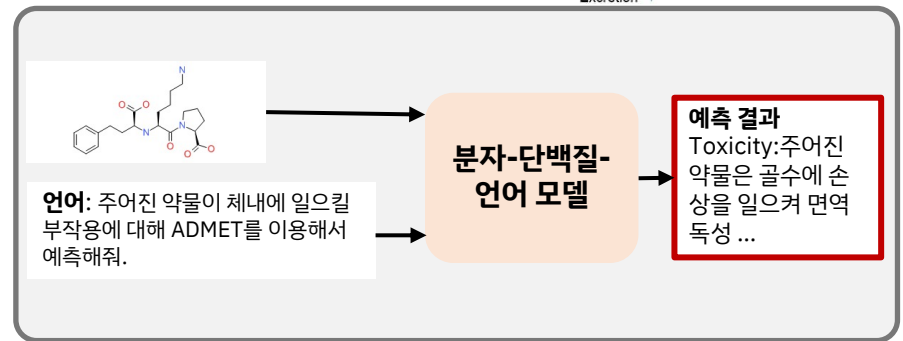 Excretion
언어: 주어진 약물이 체내에 일으킬
부작용에 대해 ADMET를 이용해서
예측해줘.
분자-단백질-
언어 모델
예측 결과
Toxicity:주어진
약물은 골수에 손
상을 일으켜 면역
독성 ...
N
O
O
N
N
O
O
O